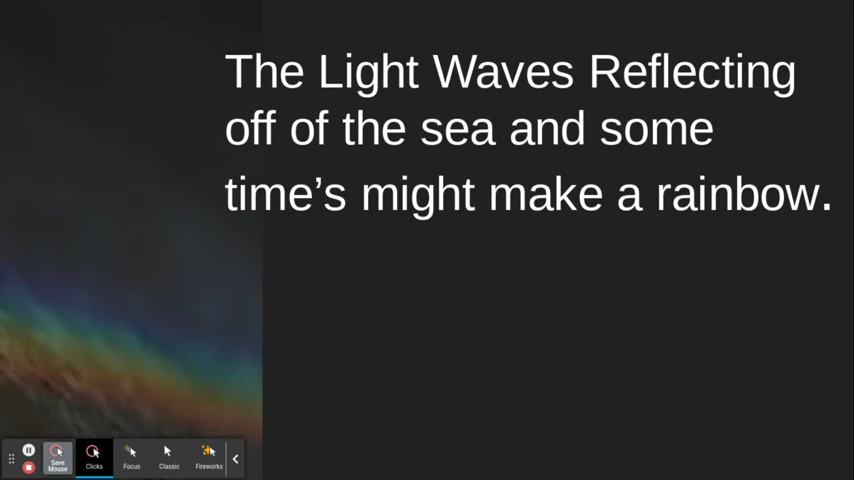 The Light Waves Reflecting
off of the sea and some
time’s might make a rainbow.
Save Mouse
Clicks
Focus
Classic
Fireworks